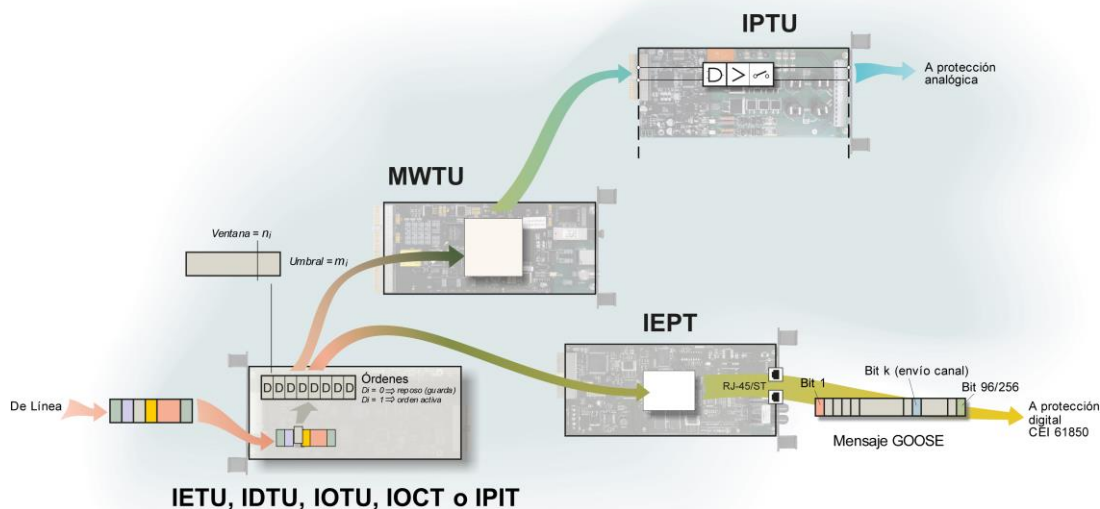 IPTU
A protección
analógica
D
MWTU
Ventana = ni
Umbral = mi
IEPT
Órdenes
D D D D D D D D
Di = 0 ⇒ reposo (guarda)
Di = 1 ⇒ orden activa
RJ-45/ST
Bit 1
Bit k (envío canal)
Bit 96/256
De Línea
A protección
digital
CEI 61850
Mensaje GOOSE
IETU, IDTU, IOTU, IOCT o IPIT